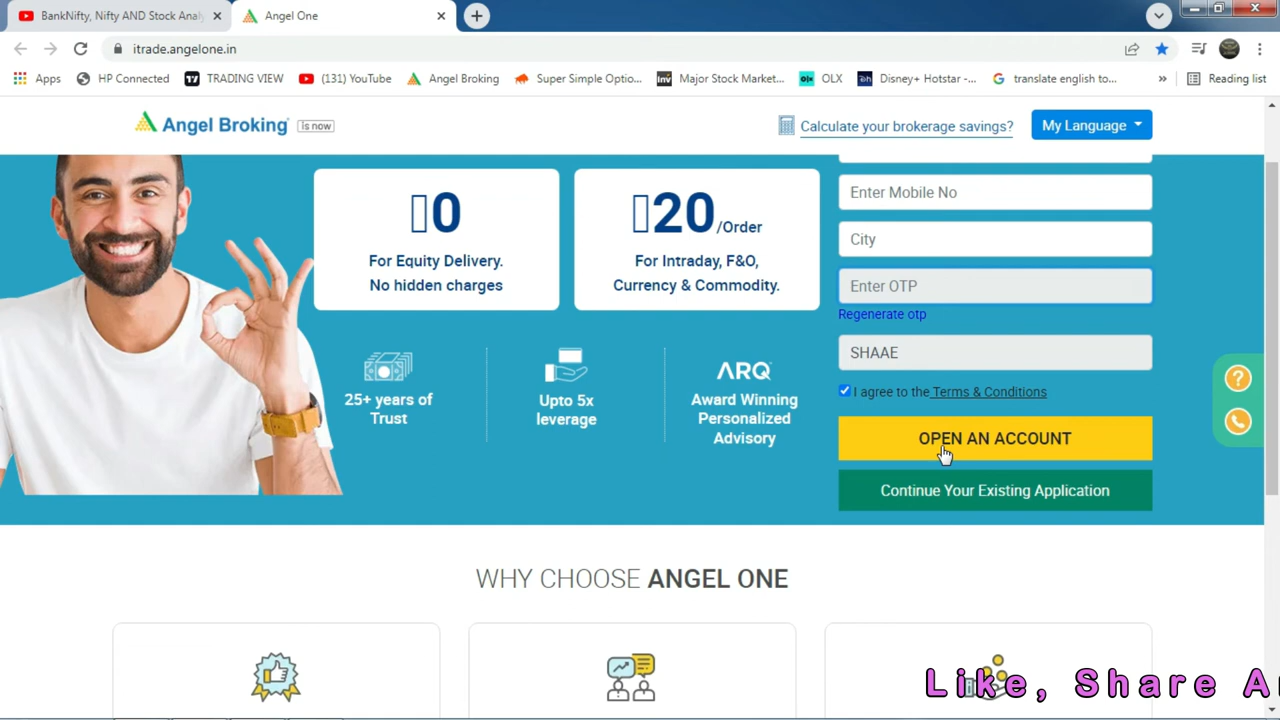 BankNifty, Nifty AND Stock Anal
Angel One
itrade.angelone.in
Apps
HP Connected
TRADING VIEW
(131) YouTube
Angel Broking
Super Simple Optio...
Major Stock Market...
OLX
Disney+ Hotstar -...
translate english to...
»
Reading list
Angel Broking is now
Calculate your brokerage savings?
My Language
0
For Equity Delivery.
No hidden charges
20/Order
For Intraday, F&O,
Currency & Commodity.
25+ years of
Trust
Upto 5x
leverage
ARQ
Award Winning
Personalized
Advisory
Enter Mobile No
City
Enter OTP
Regenerate otp
SHAAE
I agree to the Terms & Conditions
OPEN AN ACCOUNT
Continue Your Existing Application
WHY CHOOSE ANGEL ONE
Like, Share A